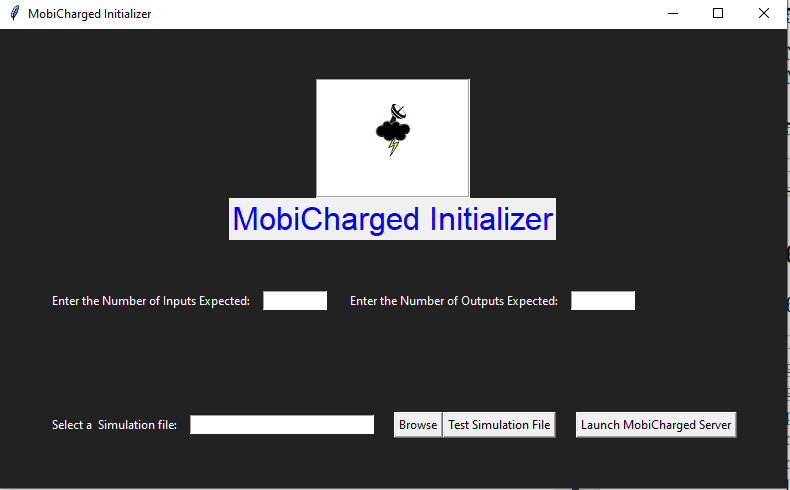 MobiCharged Initializer
MobiCharged Initializer
Enter the Number of Inputs Expected: Enter the Number of Outputs Expected:
Select a  Simulation file: Browse Test Simulation File Launch MobiCharged Server